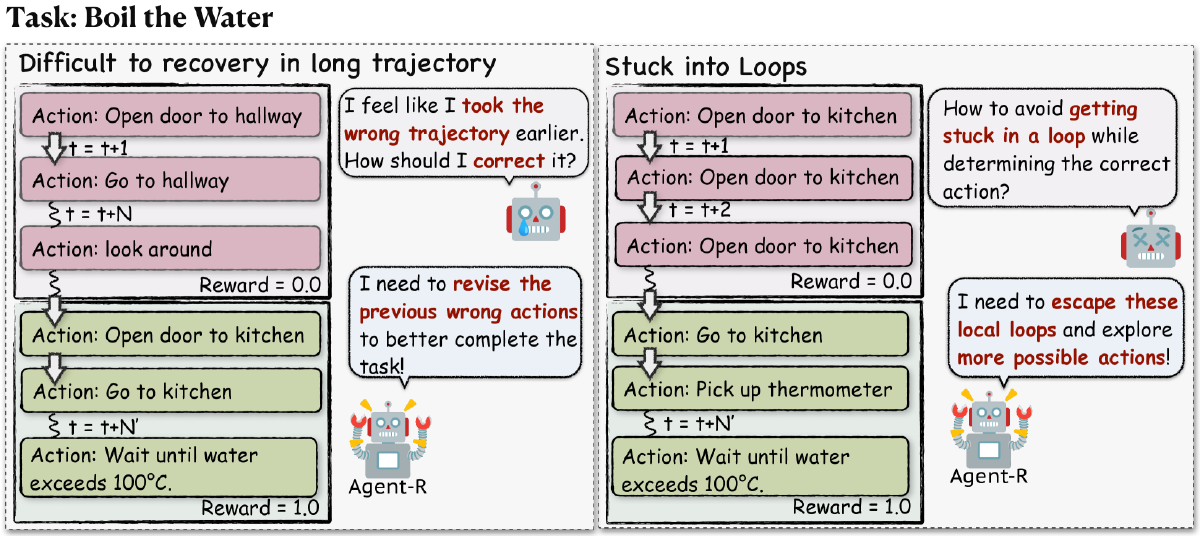 Task: Boil the Water
Difficult to recovery in long trajectory
Action: Open door to hallway
t = t+1
Action: Go to hallway
t = t+N
Action: look around
Reward = 0.0
I feel like I took the
wrong trajectory earlier.
How should I correct it?
I need to revise the
previous wrong actions
to better complete the
task!
Action: Open door to kitchen
Action: Go to kitchen
t = t+N'
Action: Wait until water
exceeds 100°C.
Reward = 1.0
Agent-R
Stuck into Loops
Action: Open door to kitchen
t = t+1
Action: Open door to kitchen
t = t+2
Action: Open door to kitchen
Reward = 0.0
How to avoid getting
stuck in a loop while
determining the correct
action?
I need to escape these
local loops and explore
more possible actions!
Action: Go to kitchen
Action: Pick up thermometer
t = t+N'
Action: Wait until water
exceeds 100°C.
Reward = 1.0
Agent-R